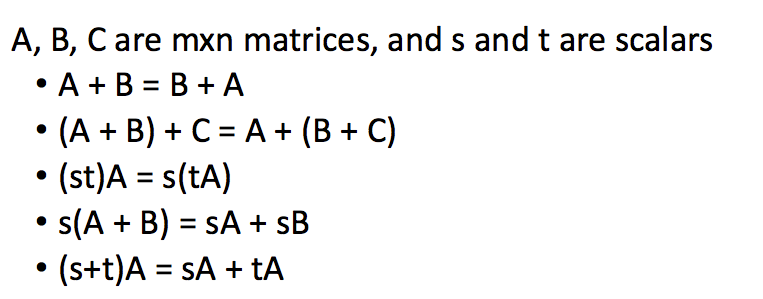 A, B, C are mxn matrices, and s and t are scalars
• A + B = B + A
• (A + B) + C = A + (B + C)
• (st)A = s(tA)
• s(A + B) = sA + sB
• (s+t)A = sA + tA